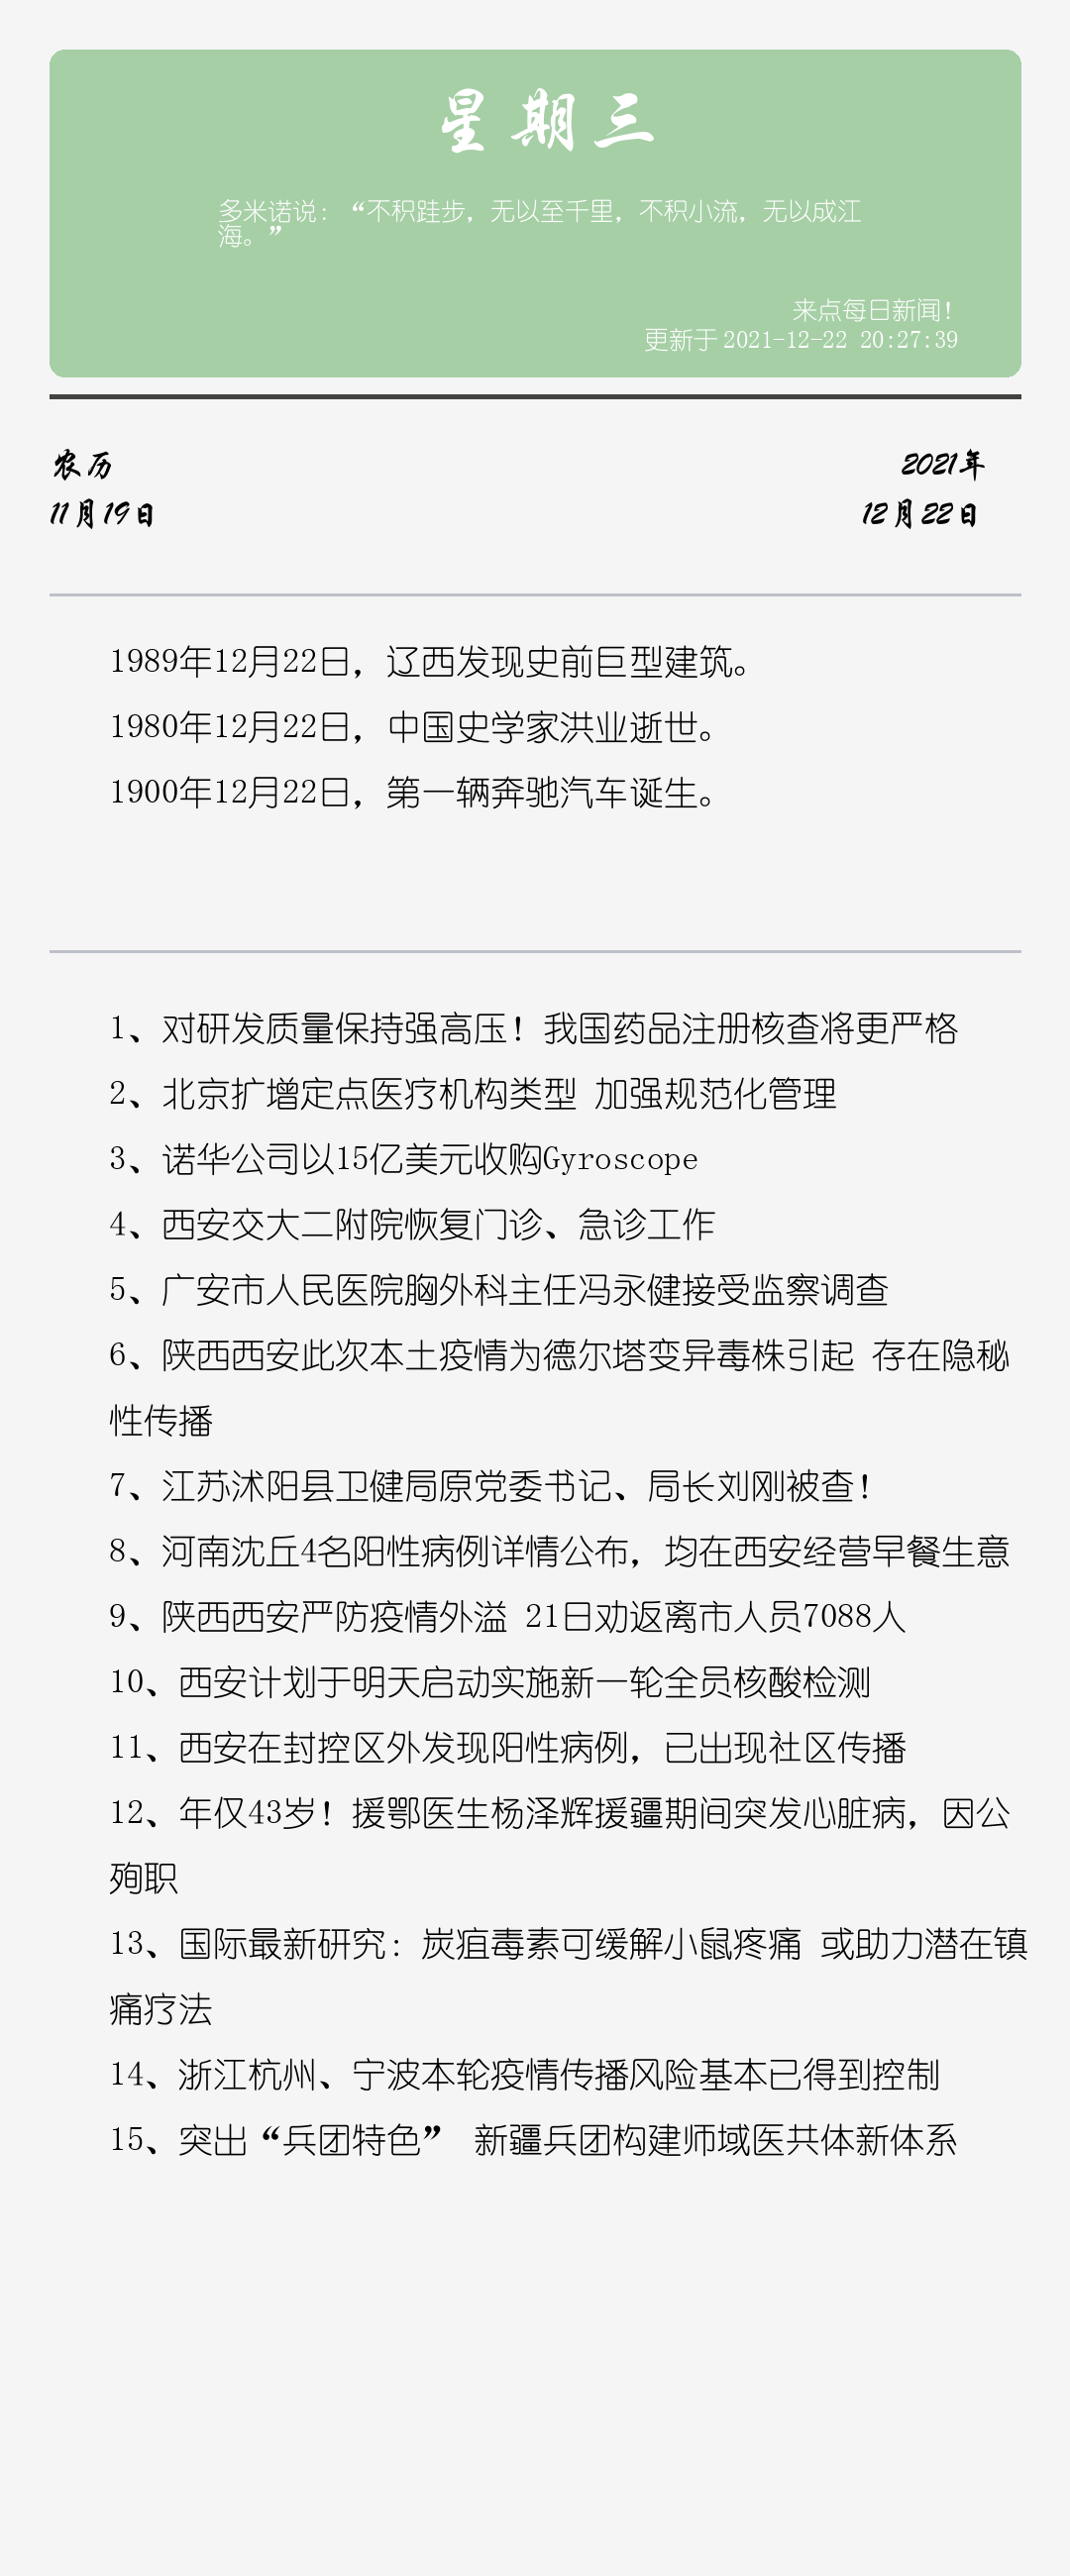 星期三
多米诺说：“不积跬步，无以至千里，不积小流，无以成江
海。”
来点每日新闻！
更新于2021-12-22 20:27:39
农历
2021年
11月19日
12月22日
1989年12月22日，辽西发现史前巨型建筑。
1980年12月22日，中国史学家洪业逝世。
1900年12月22日，第一辆奔驰汽车诞生。
1、对研发质量保持强高压！我国药品注册核查将更严格
2、北京扩增定点医疗机构类型 加强规范化管理
3、诺华公司以15亿美元收购Gyroscope
4、西安交大二附院恢复门诊、急诊工作
5、广安市人民医院胸外科主任冯永健接受监察调查
6、陕西西安此次本土疫情为德尔塔变异毒株引起 存在隐秘
性传播
7、江苏沭阳县卫健局原党委书记、局长刘刚被查！
8、河南沈丘4名阳性病例详情公布，均在西安经营早餐生意
9、陕西西安严防疫情外溢 21日劝返离市人员7088人
10、西安计划于明天启动实施新一轮全员核酸检测
11、西安在封控区外发现阳性病例，已出现社区传播
12、年仅43岁！援鄂医生杨泽辉援疆期间突发心脏病，因公
殉职
13、国际最新研究：炭疽毒素可缓解小鼠疼痛 或助力潜在镇
痛疗法
14、浙江杭州、宁波本轮疫情传播风险基本已得到控制
15、突出“兵团特色” 新疆兵团构建师域医共体新体系